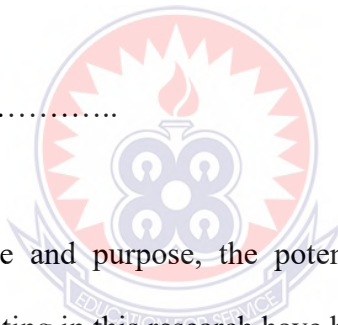 …………..
e and purpose, the poten
EDUCATION FOR SERVICE
ting in this research have b